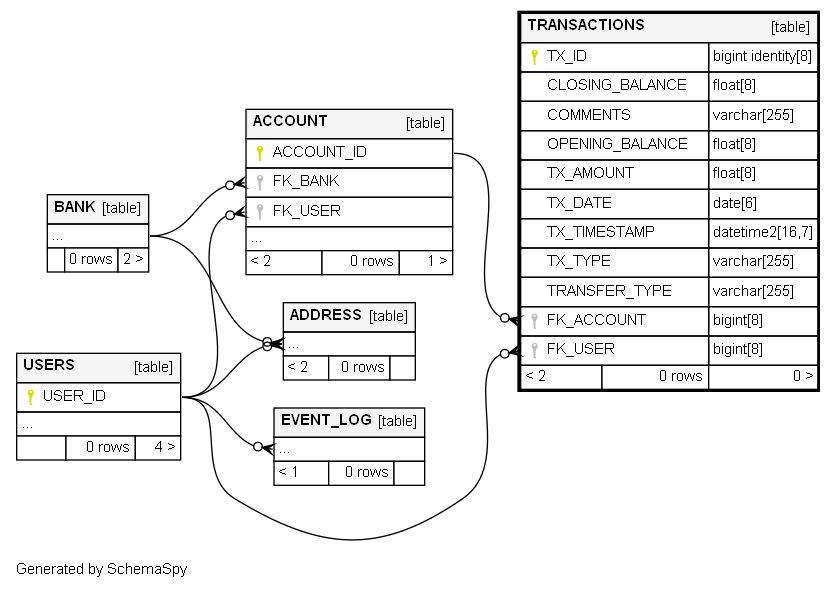 TRANSACTIONS [table]
TX_ID bigint identity[8]
CLOSING_BALANCE float[8]
COMMENTS varchar[255]
OPENING_BALANCE float[8]
TX_AMOUNT float[8]
TX_DATE date[6]
TX_TIMESTAMP datetime2[16,7]
TX_TYPE varchar[255]
TRANSFER_TYPE varchar[255]
FK_ACCOUNT bigint[8]
FK_USER bigint[8]
< 2 0 rows 0 >
ACCOUNT [table]
ACCOUNT_ID
FK_BANK
FK_USER
...
< 2 0 rows 1 >
BANK [table]
...
0 rows 2 >
ADDRESS [table]
...
< 2 0 rows
USERS [table]
USER_ID
...
0 rows 4 >
EVENT_LOG [table]
...
< 1 0 rows
Generated by SchemaSpy